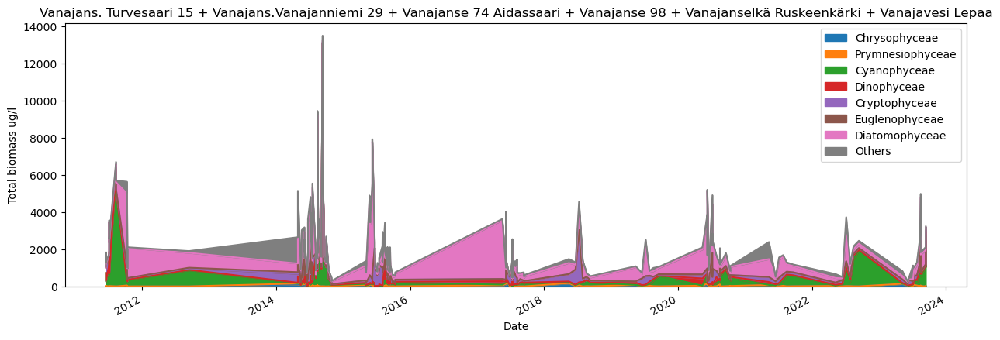 Vanajans. Turvesaari 15 + Vanajans.Vanajanniemi 29 + Vanajanse 74 Aidassaari + Vanajanse 98 + Vanajanselkä Ruskeenkärki + Vanajavesi Lepaa
14000
12000
10000
8000
6000
4000
2000
0
Total biomass ug/l
Chrysophyceae
Prymnesiophyceae
Cyanophyceae
Dinophyceae
Cryptophyceae
Euglenophyceae
Diatomophyceae
Others
2012
2014
2016
2018
2020
2022
2024
Date